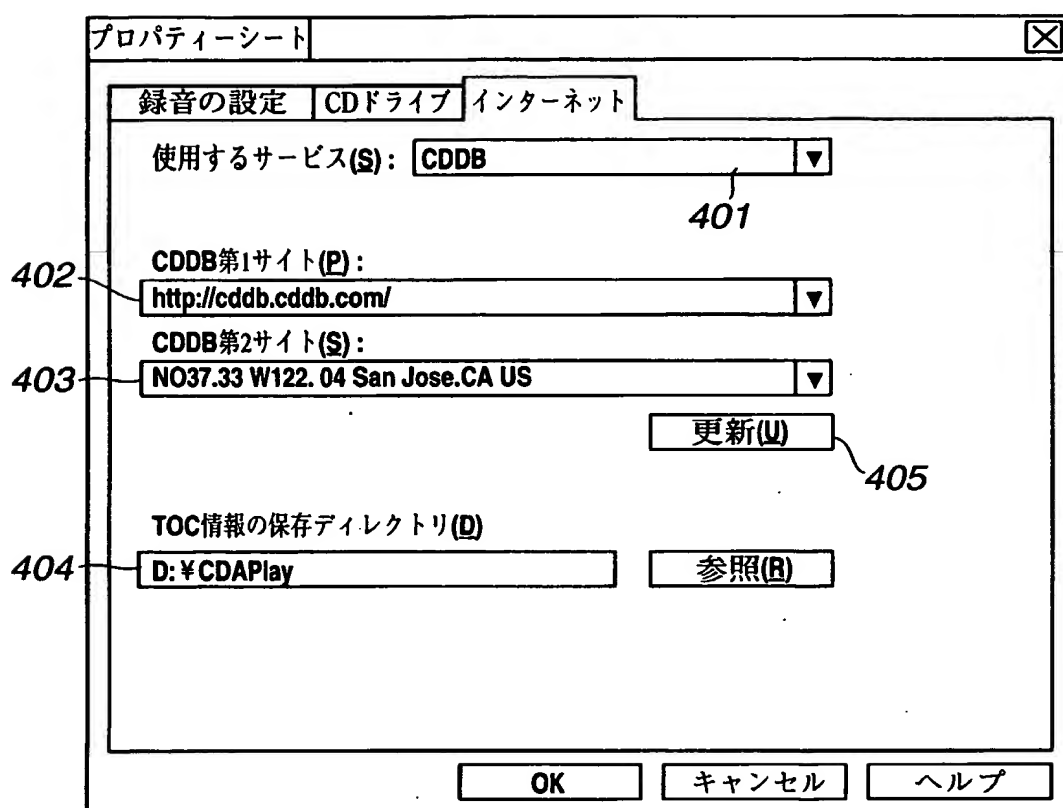 プロパティーシート
録音の設定 CDドライブ インターネット
使用するサービス(S): CDDB ▼
401
CDDB第1サイト(P):
402 http://cddb.cddb.com/ ▼
CDDB第2サイト(S):
403 NO37.33 W122. 04 San Jose.CA US ▼
更新(U)
405
TOC情報の保存ディレクトリ(D)
404 D:¥CDAPlay 参照(R)
OK キャンセル ヘルプ